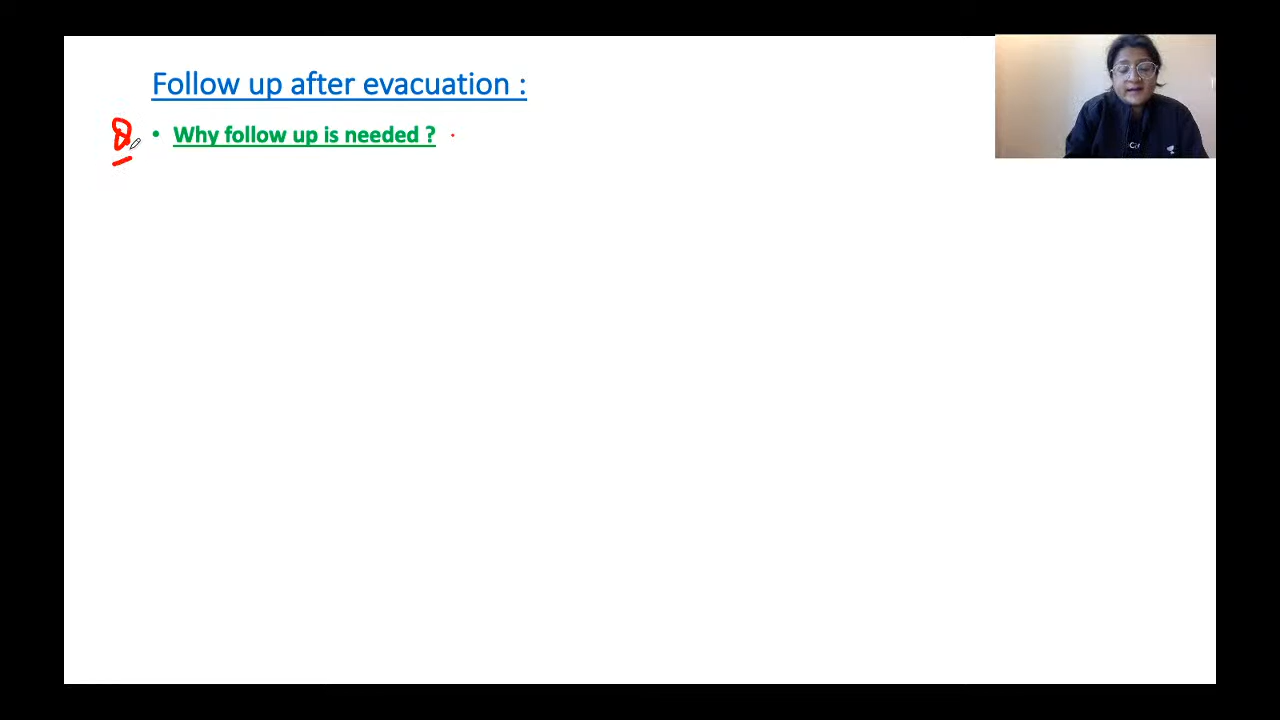 Follow up after evacuation :
• Why follow up is needed ?